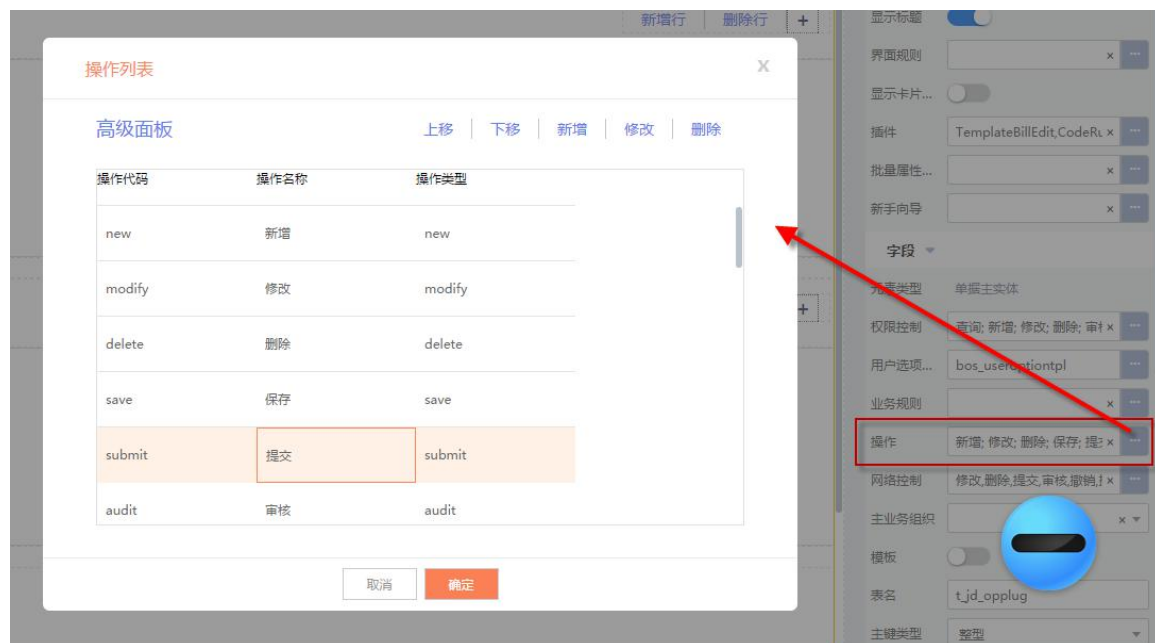 新增行 删除行 +
操作列表 X
高级面板 上移 下移 新增 修改 删除
操作代码 操作名称 操作类型
new 新增 new
modify 修改 modify
delete 删除 delete
save 保存 save
submit 提交 submit
audit 审核 audit
取消 确定
+
显示标题
界面规则 × ...
显示卡片...
插件 TemplateBillEdit,CodeRu × ...
批量属性... × ...
新手向导 × ...
字段
元素类型 单据主实体
权限控制 查询; 新增; 修改; 删除; 审核 × ...
用户选项... bos_useroptiontpl ...
业务规则 × ...
操作 新增; 修改; 删除; 保存; 提交 × ...
网络控制 修改,删除,提交,审核,撤销, × ...
主业务组织 ×
模板
表名 t_jd_opplug
主键类型 整型